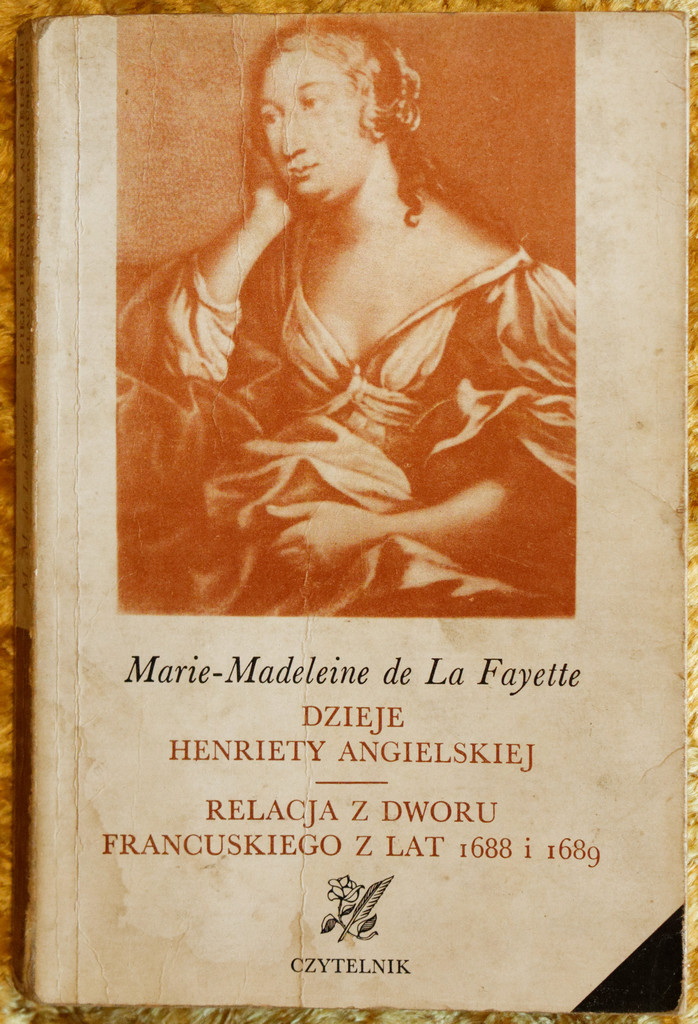 Marie-Madeleine de La Fayette
DZIEJE
HENRIETY ANGIELSKIEJ
RELACJA Z DWORU
FRANCUSKIEGO Z LAT 1688 i 1689
CZYTELNIK